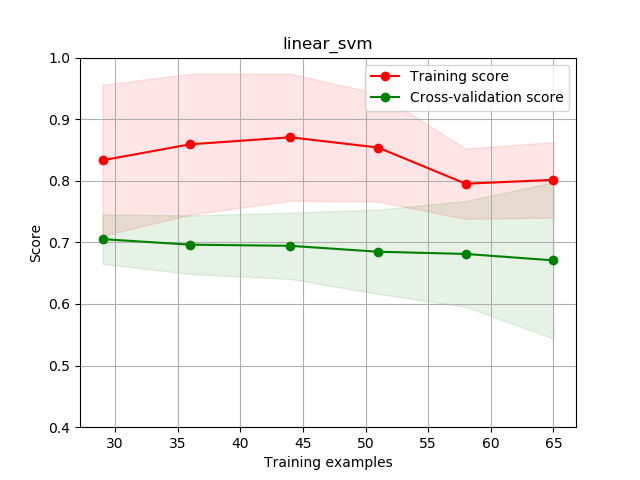 linear_svm
Training score
Cross-validation score
1.0
0.9
0.8
0.7
0.6
0.5
0.4
Score
30 35 40 45 50 55 60 65
Training examples